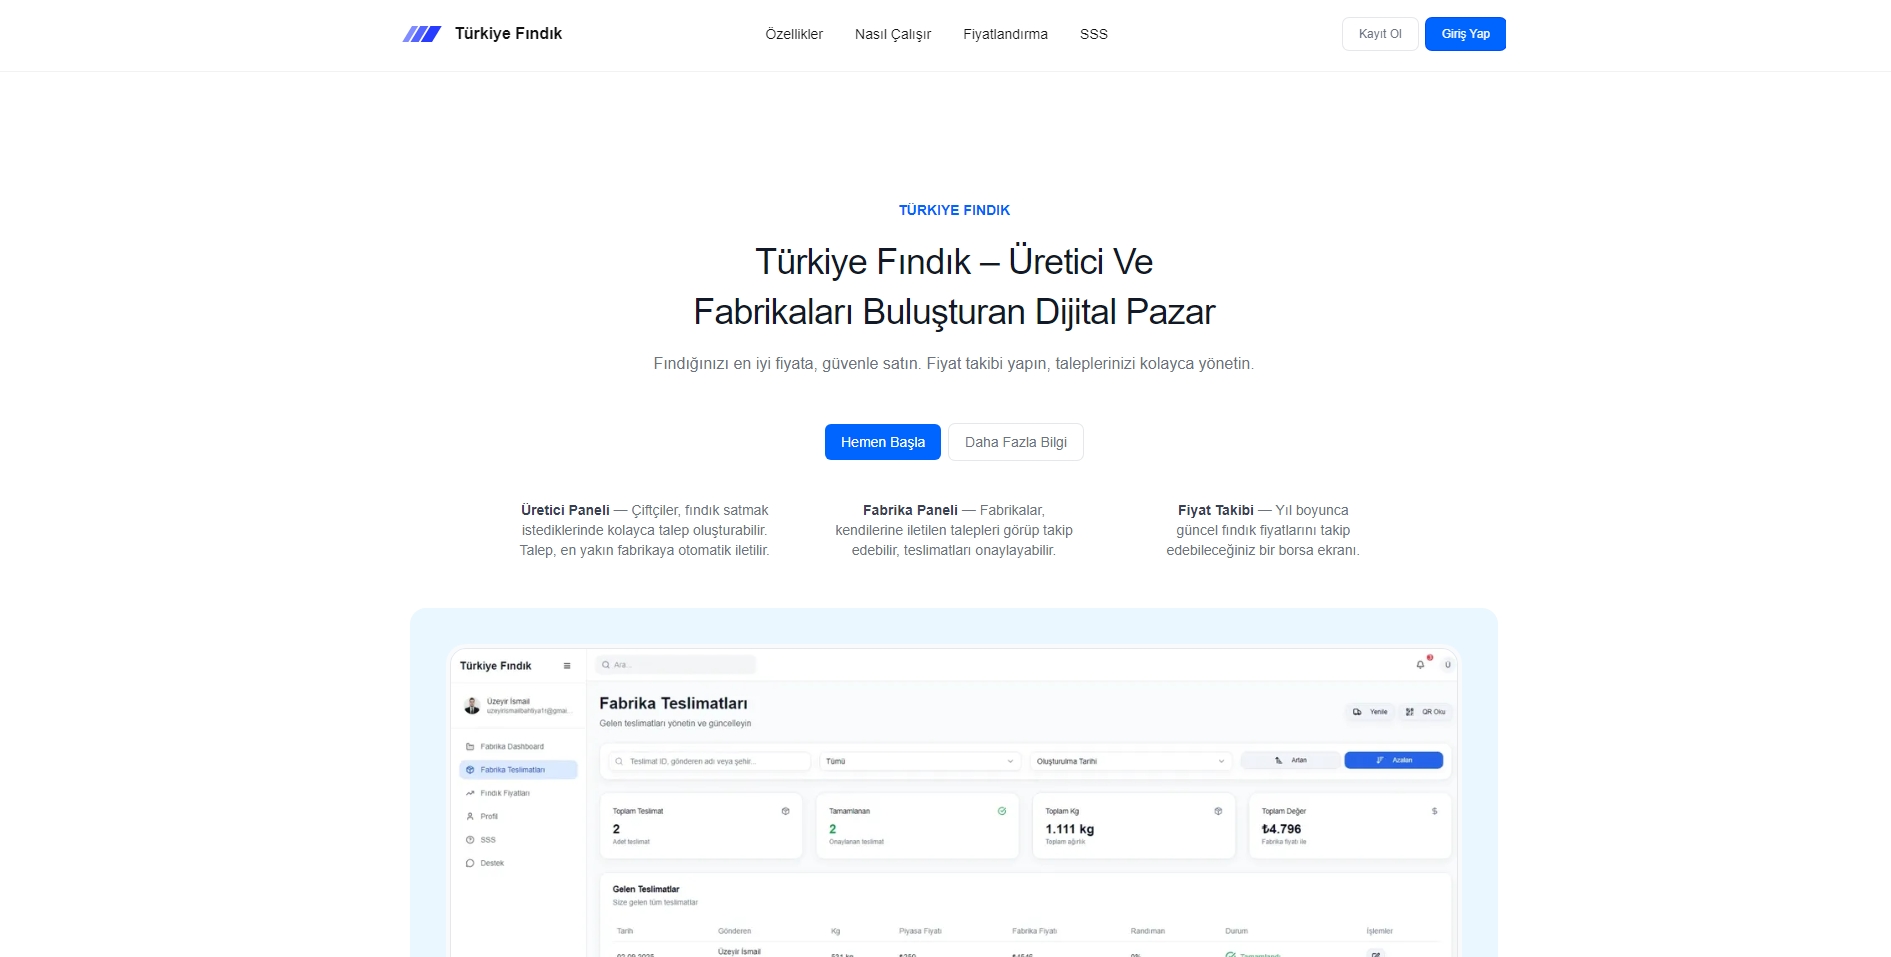 Türkiye Fındık
Özellikler
Nasıl Çalışır
Fiyatlandırma
SSS
Kayıt Ol
Giriş Yap
TÜRKIYE FINDIK
Türkiye Fındık – Üretici Ve
Fabrikaları Buluşturan Dijital Pazar
Fındığınızı en iyi fiyata, güvenle satın. Fiyat takibi yapın, taleplerinizi kolayca yönetin.
Hemen Başla
Daha Fazla Bilgi
Üretici Paneli — Çiftçiler, fındık satmak
istediklerinde kolayca talep oluşturabilir.
Talep, en yakın fabrikaya otomatik iletilir.
Fabrika Paneli — Fabrikalar,
kendilerine iletilen talepleri görüp takip
edebilir, teslimatları onaylayabilir.
Fiyat Takibi — Yıl boyunca
güncel fındık fiyatlarını takip
edebileceğiniz bir borsa ekranı.
Türkiye Fındık
Ara...
Ü
Üzeyir İsmail
Fabrika Dashboard
Fabrika Teslimatları
Fındık Fiyatları
Profil
SSS
Destek
Fabrika Teslimatları
Gelen teslimatları yönetin ve güncelleyin
Yenile
QR Oku
Teslimat ID, gönderen adı veya şehir...
Tümü
Oluşturulma Tarihi
Artan
Azalan
Toplam Teslimat
2
Adet teslimat
Tamamlanan
2
Onaylanan teslimat
Toplam Kg
1.111 kg
Toplam ağırlık
Toplam Değer
₺4.796
Fabrika fiyatı ile
Gelen Teslimatlar
Size gelen tüm teslimatlar
Tarih
Gönderen
Kg
Piyasa Fiyatı
Fabrika Fiyatı
Randıman
Durum
İşlemler
Üzeyir İsmail